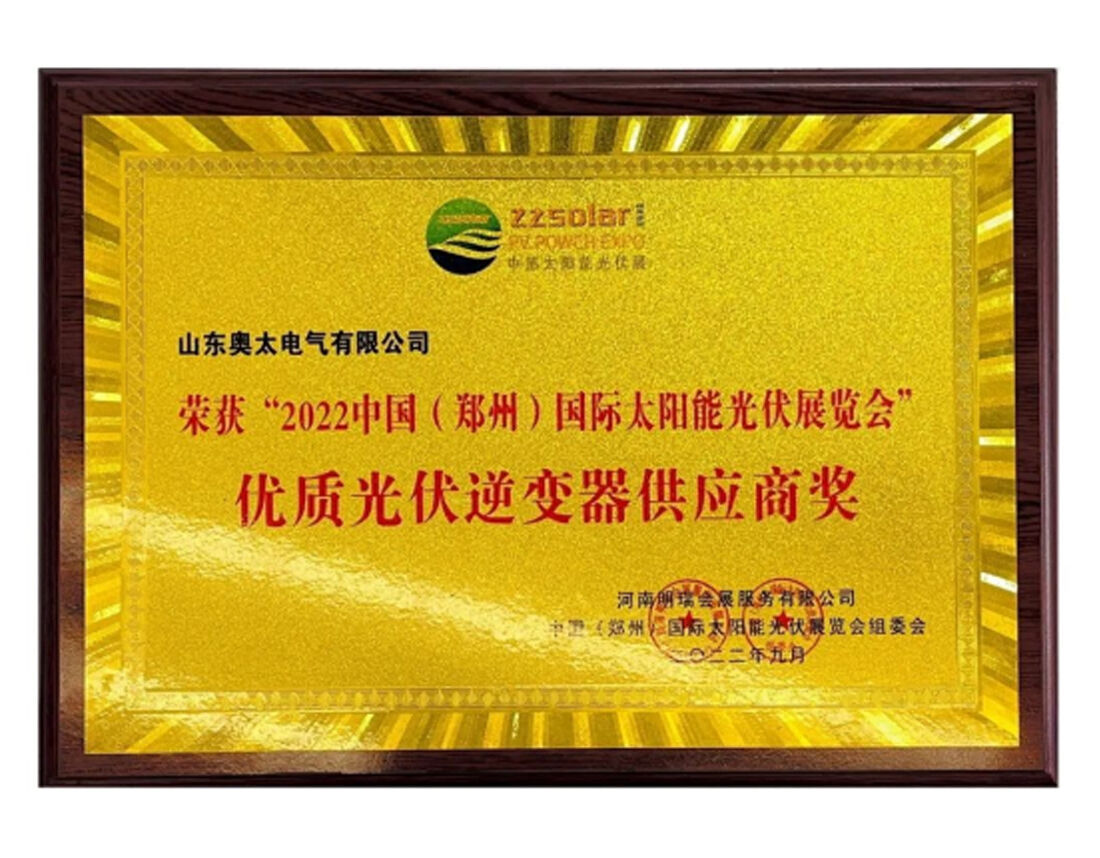 zzsolar
zzsolar
PV POWER EXPO
中部太阳能光伏展
山东奥太电气有限公司
荣获“2022中国（郑州）国际太阳能光伏展览会”
优质光伏逆变器供应商奖
河南明瑞会展服务有限公司
中国（郑州）国际太阳能光伏展览会组委会
二〇二二年九月